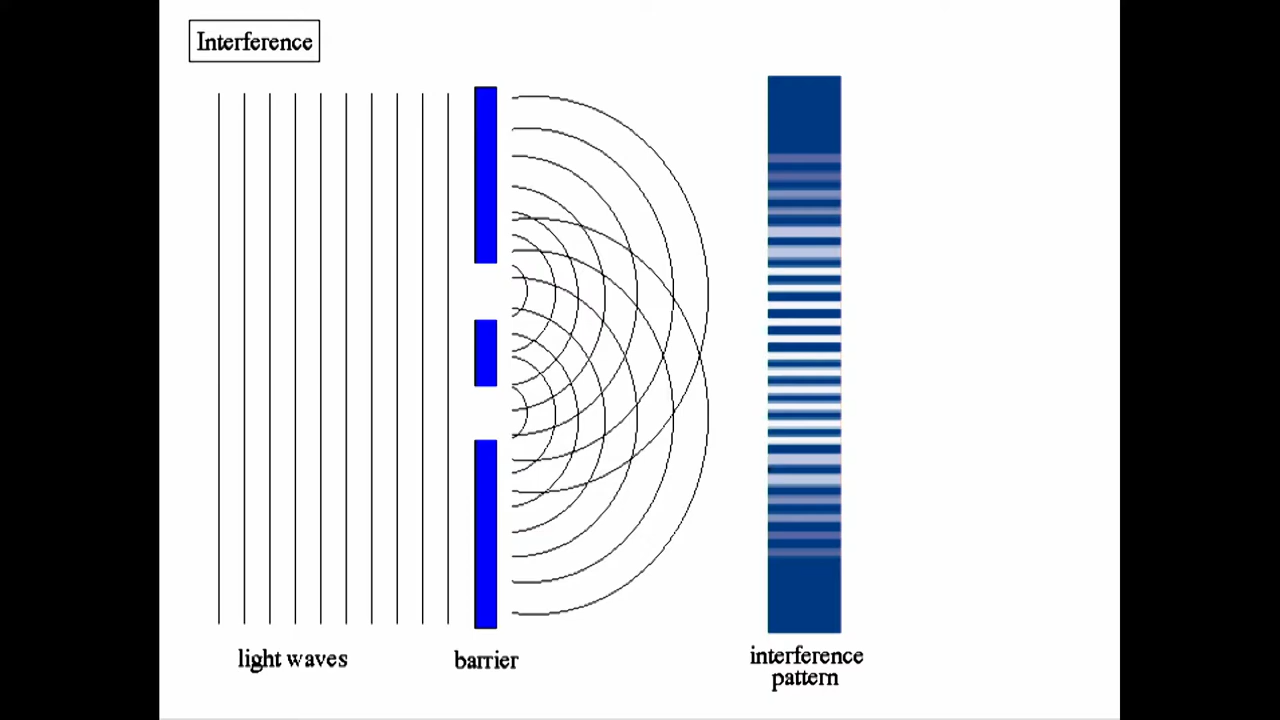 Interference
light waves
barrier
interference
pattern